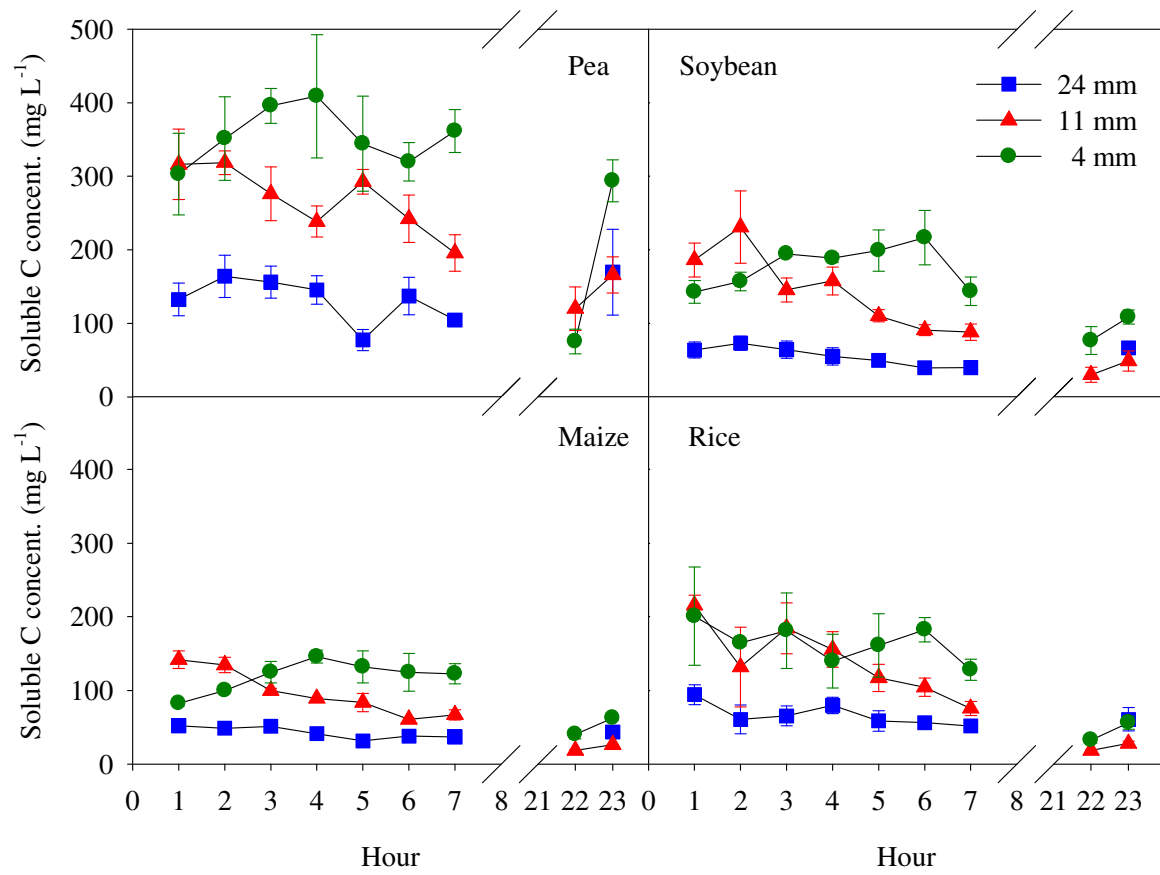 500
400
300
200
100
0
Soluble C concent. (mg L-1)
Pea
Soybean
24 mm
11 mm
4 mm
400
300
200
100
0
Soluble C concent. (mg L-1)
Maize
Rice
0 1 2 3 4 5 6 7 8 21 22 23 0 1 2 3 4 5 6 7 8 21 22 23
Hour Hour